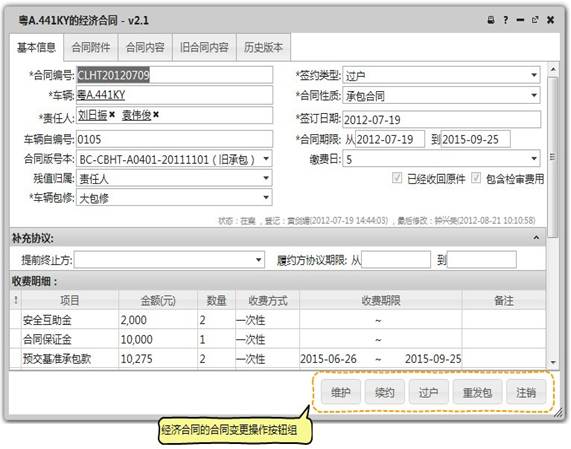 粤A.441KY的经济合同 - v2.1
基本信息 合同附件 合同内容 旧合同内容 历史版本
*合同编号: CLHT20120709 *签约类型: 过户
*车辆: 粤A.441KY *合同性质: 承包合同
*责任人: 刘日振 袁伟俊 *签订日期: 2012-07-19
车辆自编号: 0105 *合同期限: 从 2012-07-19 到 2015-09-25
合同版号本: BC-CBHT-A0401-20111101 (旧承包) 缴费日: 5
残值归属: 责任人 已经收回原件 包含检审费用
*车辆包修: 大包修
状态:在案,登记:黄剑珊(2012-07-19 14:44:03),最后修改:钟兴荣(2012-08-21 10:10:58)
补充协议:
提前终止方: 履约方协议期限: 从 到
收费明细:
! 项目 金额(元) 数量 收费方式 收费期限 备注
安全互助金 2,000 2 一次性 ~
合同保证金 10,000 1 一次性 ~
预交基准承包款 10,275 2 一次性 2015-06-26 ~ 2015-09-25
维护 续约 过户 重发包 注销
经济合同的合同变更操作按钮组